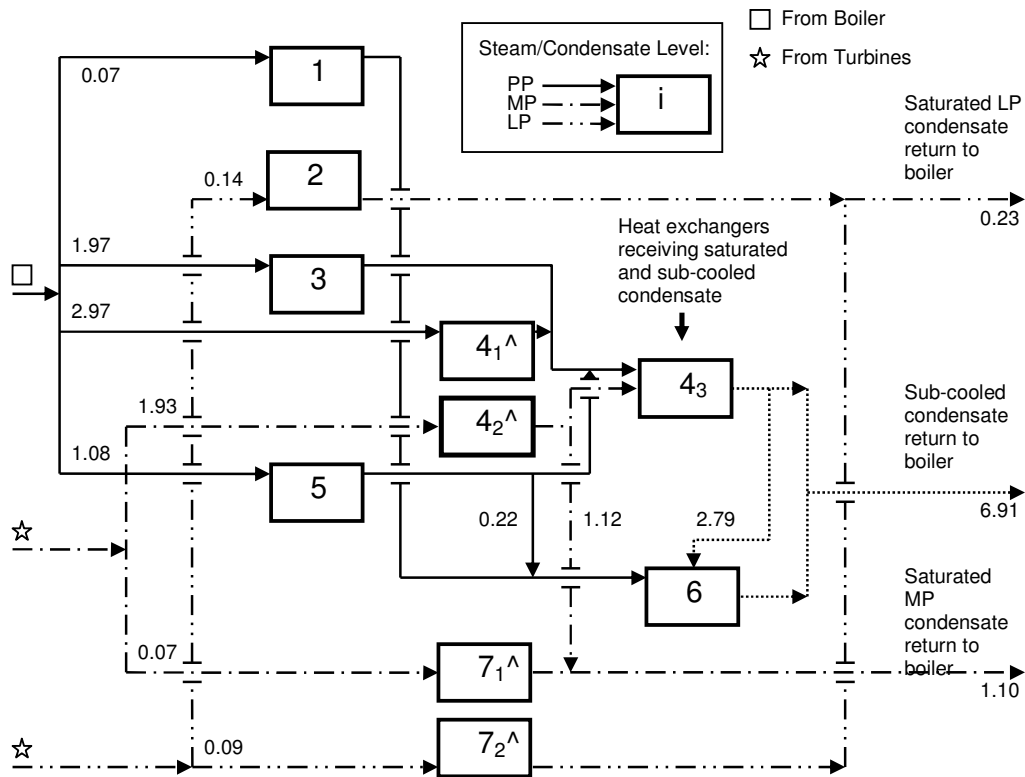 From Boiler
From Turbines
Steam/Condensate Level:
PP
MP
LP
i
0.07
1
Saturated LP
condensate
return to
boiler
0.14
2
0.23
1.97
3
Heat exchangers
receiving saturated
and sub-cooled
condensate
2.97
4₁^
4₃
1.93
4₂^
Sub-cooled
condensate
return to
boiler
1.08
5
0.22
1.12
2.79
6.91
6
Saturated
MP
condensate
return to
boiler
0.07
7₁^
1.10
0.09
7₂^